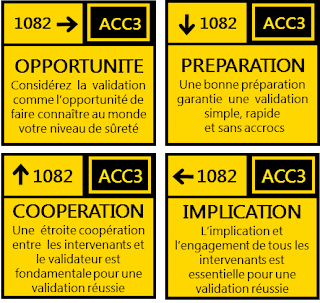 1082 → ACC3
OPPORTUNITE
Considérez la validation
comme l'opportunité de
faire connaître au monde
votre niveau de sûreté
↓ 1082 ACC3
PREPARATION
Une bonne préparation
garantie une validation
simple, rapide
et sans accrocs
↑ 1082 ACC3
COOPERATION
Une étroite coopération
entre les intervenants et
le validateur est
fondamentale pour une
validation réussie
← 1082 ACC3
IMPLICATION
L'implication et
l'engagement de tous les
intervenants est
essentielle pour une
validation réussie